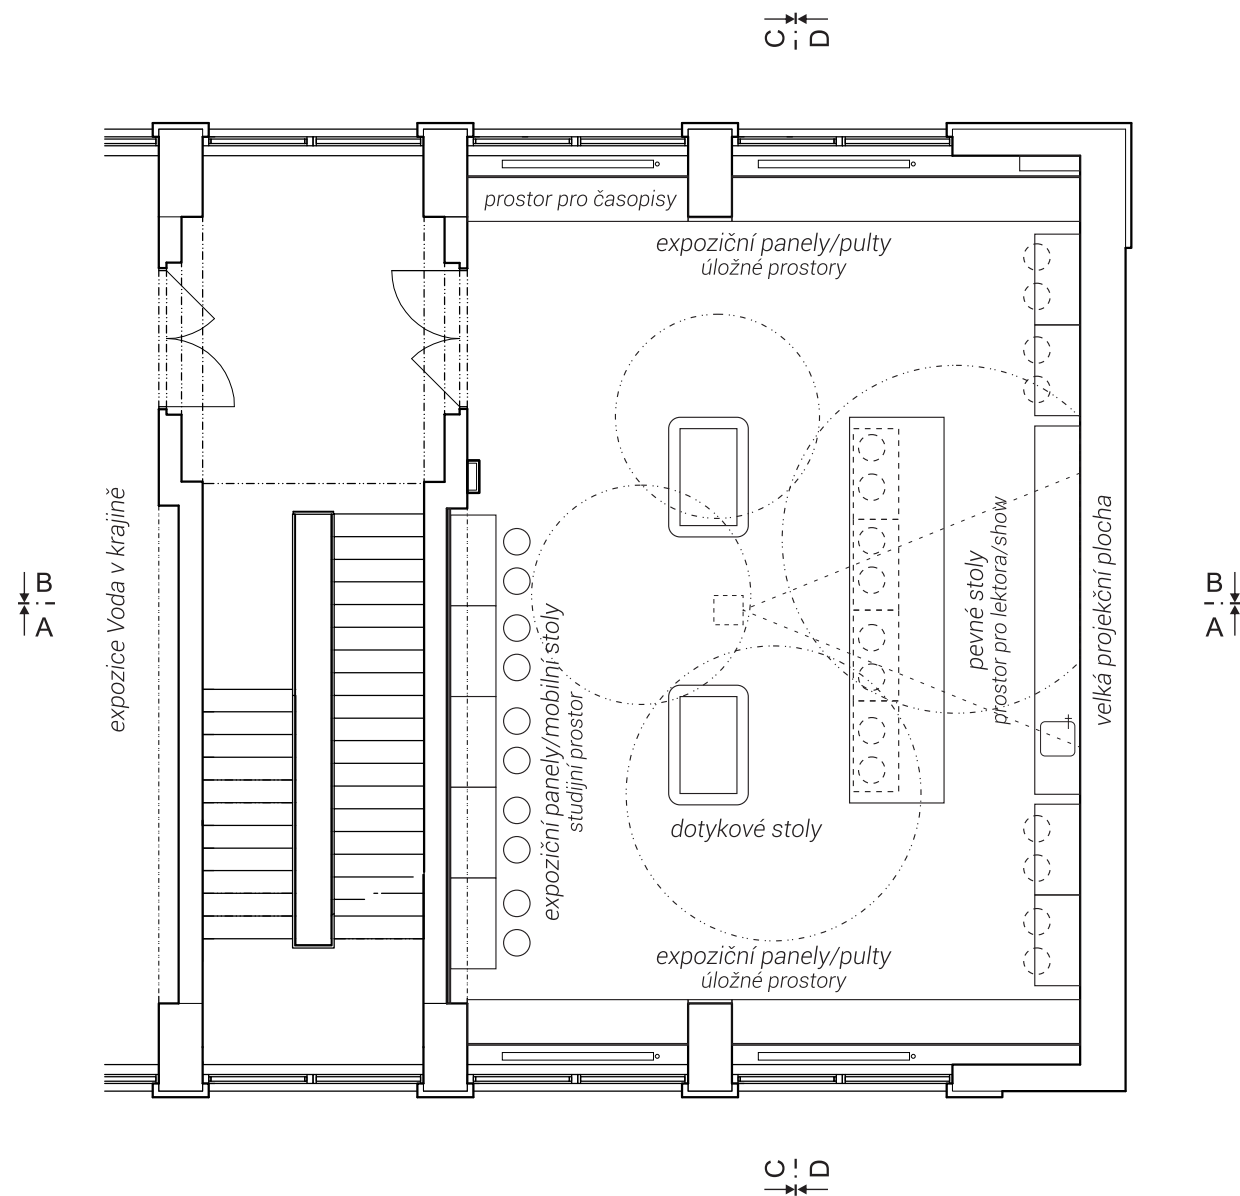 C D
prostor pro časopisy
expoziční panely/pulty
úložné prostory
expozice Voda v krajině
B
A
expoziční panely/mobilní stoly
studijní prostor
pevné stoly
prostor pro lektora/show
velká projekční plocha
B
A
dotykové stoly
expoziční panely/pulty
úložné prostory
C D